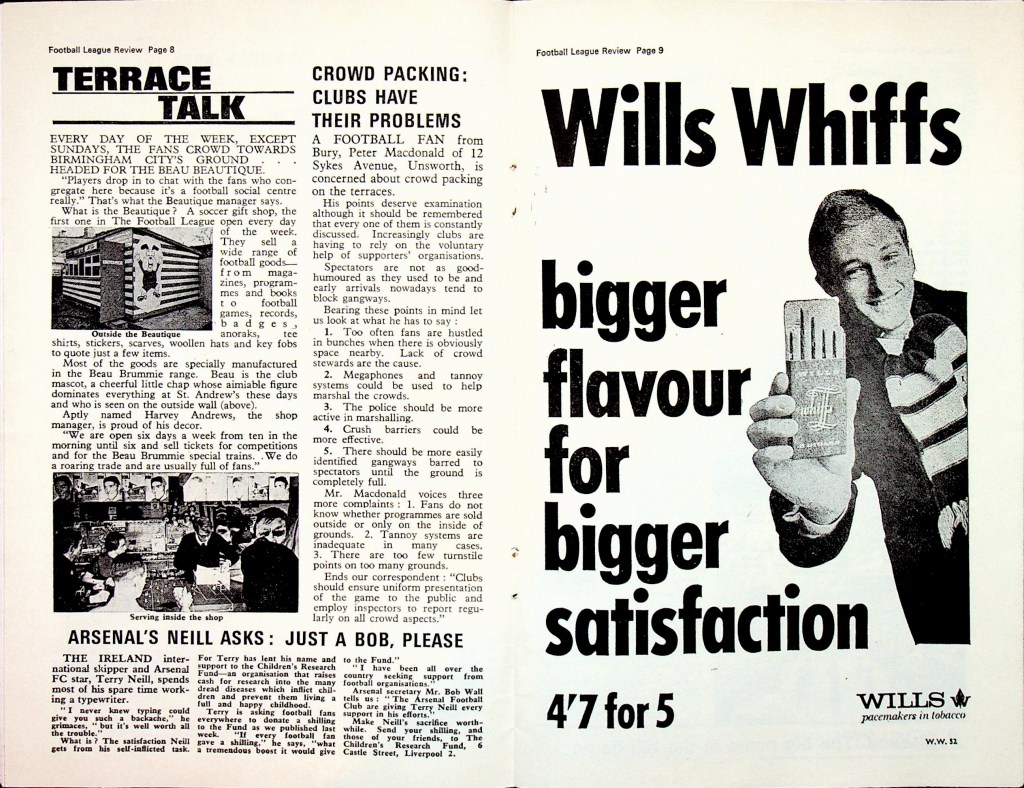 Football League Review Page 8
TERRACE
TALK
EVERY DAY OF THE WEEK, EXCEPT
SUNDAYS, THE FANS CROWD TOWARDS
BIRMINGHAM CITY'S GROUND . . .
HEADED FOR THE BEAU BEAUTIQUE.
"Players drop in to chat with the fans who con-
gregate here because it's a football social centre
really." That's what the Beautique manager says.
What is the Beautique? A soccer gift shop, the
first one in The Football League open every day
of the week.
They sell a
wide range of
football goods—
from maga-
zines, program-
mes and books
to football
games, records,
badges,
anoraks, tee
Outside the Beautique
shirts, stickers, scarves, woollen hats and key fobs
to quote just a few items.
Most of the goods are specially manufactured
in the Beau Brummie range. Beau is the club
mascot, a cheerful little chap whose aimiable figure
dominates everything at St. Andrew's these days
and who is seen on the outside wall (above).
Aptly named Harvey Andrews, the shop
manager, is proud of his decor.
"We are open six days a week from ten in the
morning until six and sell tickets for competitions
and for the Beau Brummie special trains. . We do
a roaring trade and are usually full of fans."
Serving inside the shop
CROWD PACKING:
CLUBS HAVE
THEIR PROBLEMS
A FOOTBALL FAN from
Bury, Peter Macdonald of 12
Sykes Avenue, Unsworth, is
concerned about crowd packing
on the terraces.
His points deserve examination
although it should be remembered
that every one of them is constantly
discussed. Increasingly clubs are
having to rely on the voluntary
help of supporters' organisations.
Spectators are not as good-
humoured as they used to be and
early arrivals nowadays tend to
block gangways.
Bearing these points in mind let
us look at what he has to say :
1. Too often fans are hustled
in bunches when there is obviously
space nearby. Lack of crowd
stewards are the cause.
2. Megaphones and tannoy
systems could be used to help
marshal the crowds.
3. The police should be more
active in marshalling.
4. Crush barriers could be
more effective.
5. There should be more easily
identified gangways barred to
spectators until the ground is
completely full.
Mr. Macdonald voices three
more complaints : 1. Fans do not
know whether programmes are sold
outside or only on the inside of
grounds. 2. Tannoy systems are
inadequate in many cases.
3. There are too few turnstile
points on too many grounds.
Ends our correspondent : "Clubs
should ensure uniform presentation
of the game to the public and
employ inspectors to report regu-
larly on all crowd aspects."
ARSENAL'S NEILL ASKS: JUST A BOB, PLEASE
THE IRELAND inter-
national skipper and Arsenal
FC star, Terry Neill, spends
most of his spare time work-
ing a typewriter.
"I never knew typing could
give you such a backache," he
grimaces, "but it's well worth all
the trouble."
What is? The satisfaction Neill
gets from his self-inflicted task.
For Terry has lent his name and
support to the Children's Research
Fund—an organisation that raises
cash for research into the many
dread diseases which inflict chil-
dren and prevent them living a
full and happy childhood.
Terry is asking football fans
everywhere to donate a shilling
to the Fund as we published last
week. "If every football fan
gave a shilling," he says, "what
a tremendous boost it would give
to the Fund."
"I have been all over the
country seeking support from
football organisations."
Arsenal secretary Mr. Bob Wall
tells us : "The Arsenal Football
Club are giving Terry Neill every
support in his efforts."
Make Neill's sacrifice worth-
while. Send your shilling, and
those of your friends, to The
Children's Research Fund, 6
Castle Street, Liverpool 2.
Football League Review Page 9
Wills Whiffs
bigger
flavour
for
bigger
satisfaction
4'7 for 5
WILLS
pacemakers in tobacco
W.W. 52